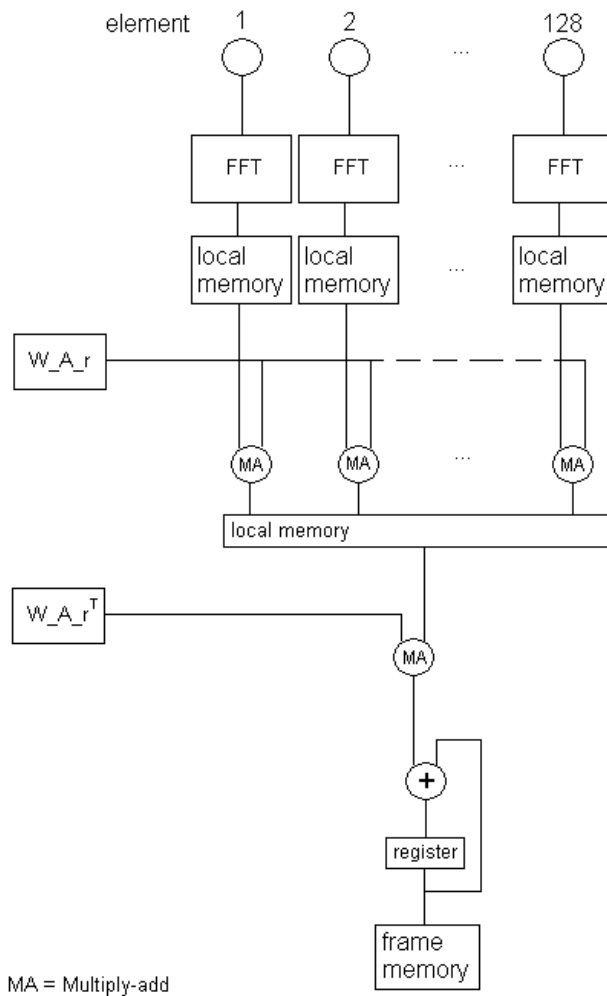 element 1 2 ... 128
FFT FFT ... FFT
local memory local memory ... local memory
W_A_r
MA MA ... MA
local memory
W_A_r^T
MA
+
register
frame memory
MA = Multiply-add